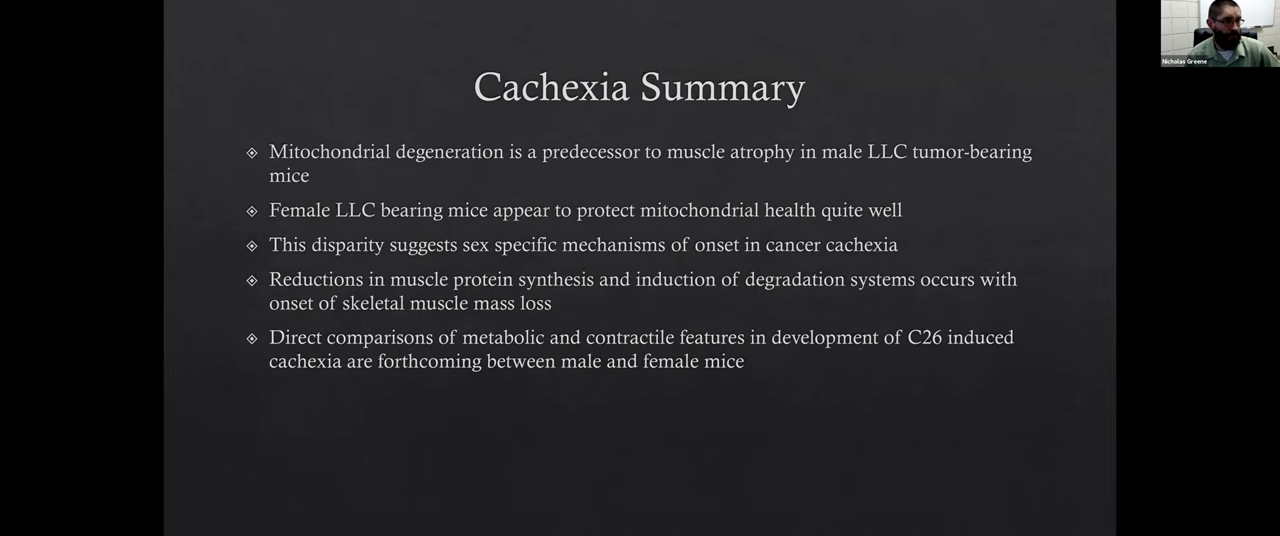 Cachexia Summary
Mitochondrial degeneration is a predecessor to muscle atrophy in male LLC tumor-bearing
mice
Female LLC bearing mice appear to protect mitochondrial health quite well
This disparity suggests sex specific mechanisms of onset in cancer cachexia
Reductions in muscle protein synthesis and induction of degradation systems occurs with
onset of skeletal muscle mass loss
Direct comparisons of metabolic and contractile features in development of C26 induced
cachexia are forthcoming between male and female mice
Nicholas Greene